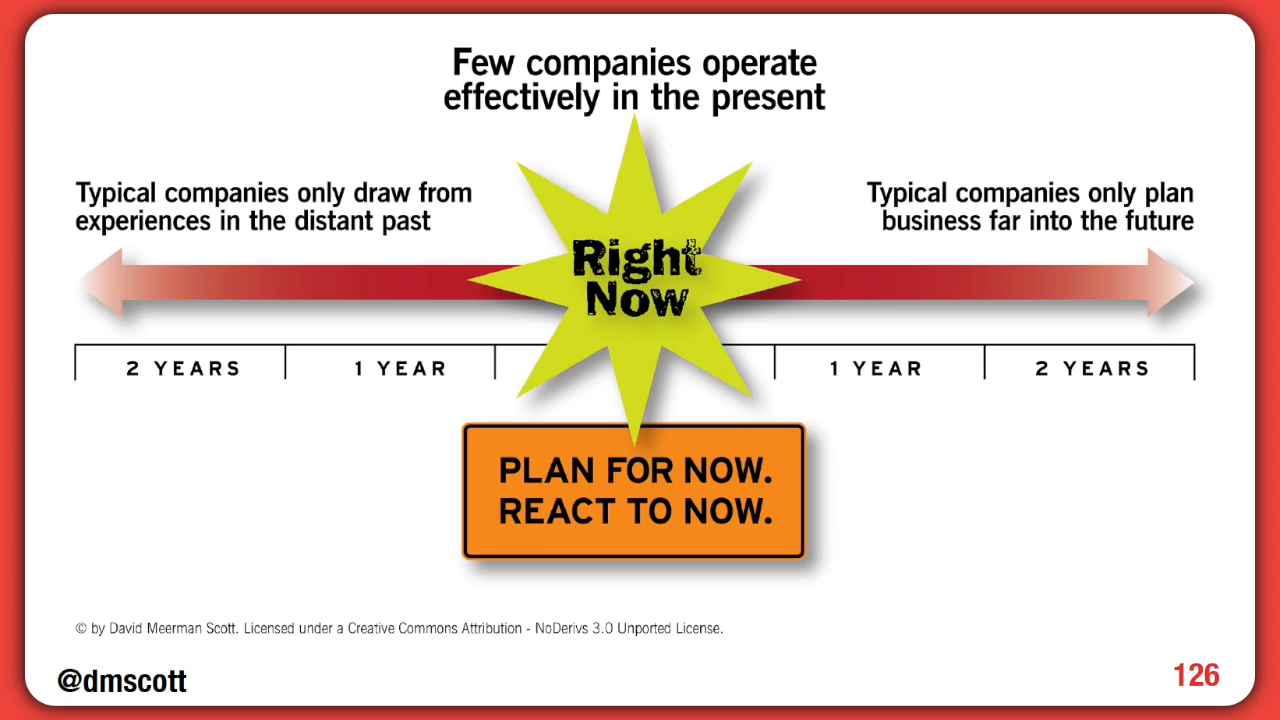 Few companies operate
effectively in the present
Typical companies only draw from
experiences in the distant past
Typical companies only plan
business far into the future
Right
Now
2 YEARS
1 YEAR
1 YEAR
2 YEARS
PLAN FOR NOW.
REACT TO NOW.
© by David Meerman Scott. Licensed under a Creative Commons Attribution - NoDerivs 3.0 Unported License.
@dmscott
126